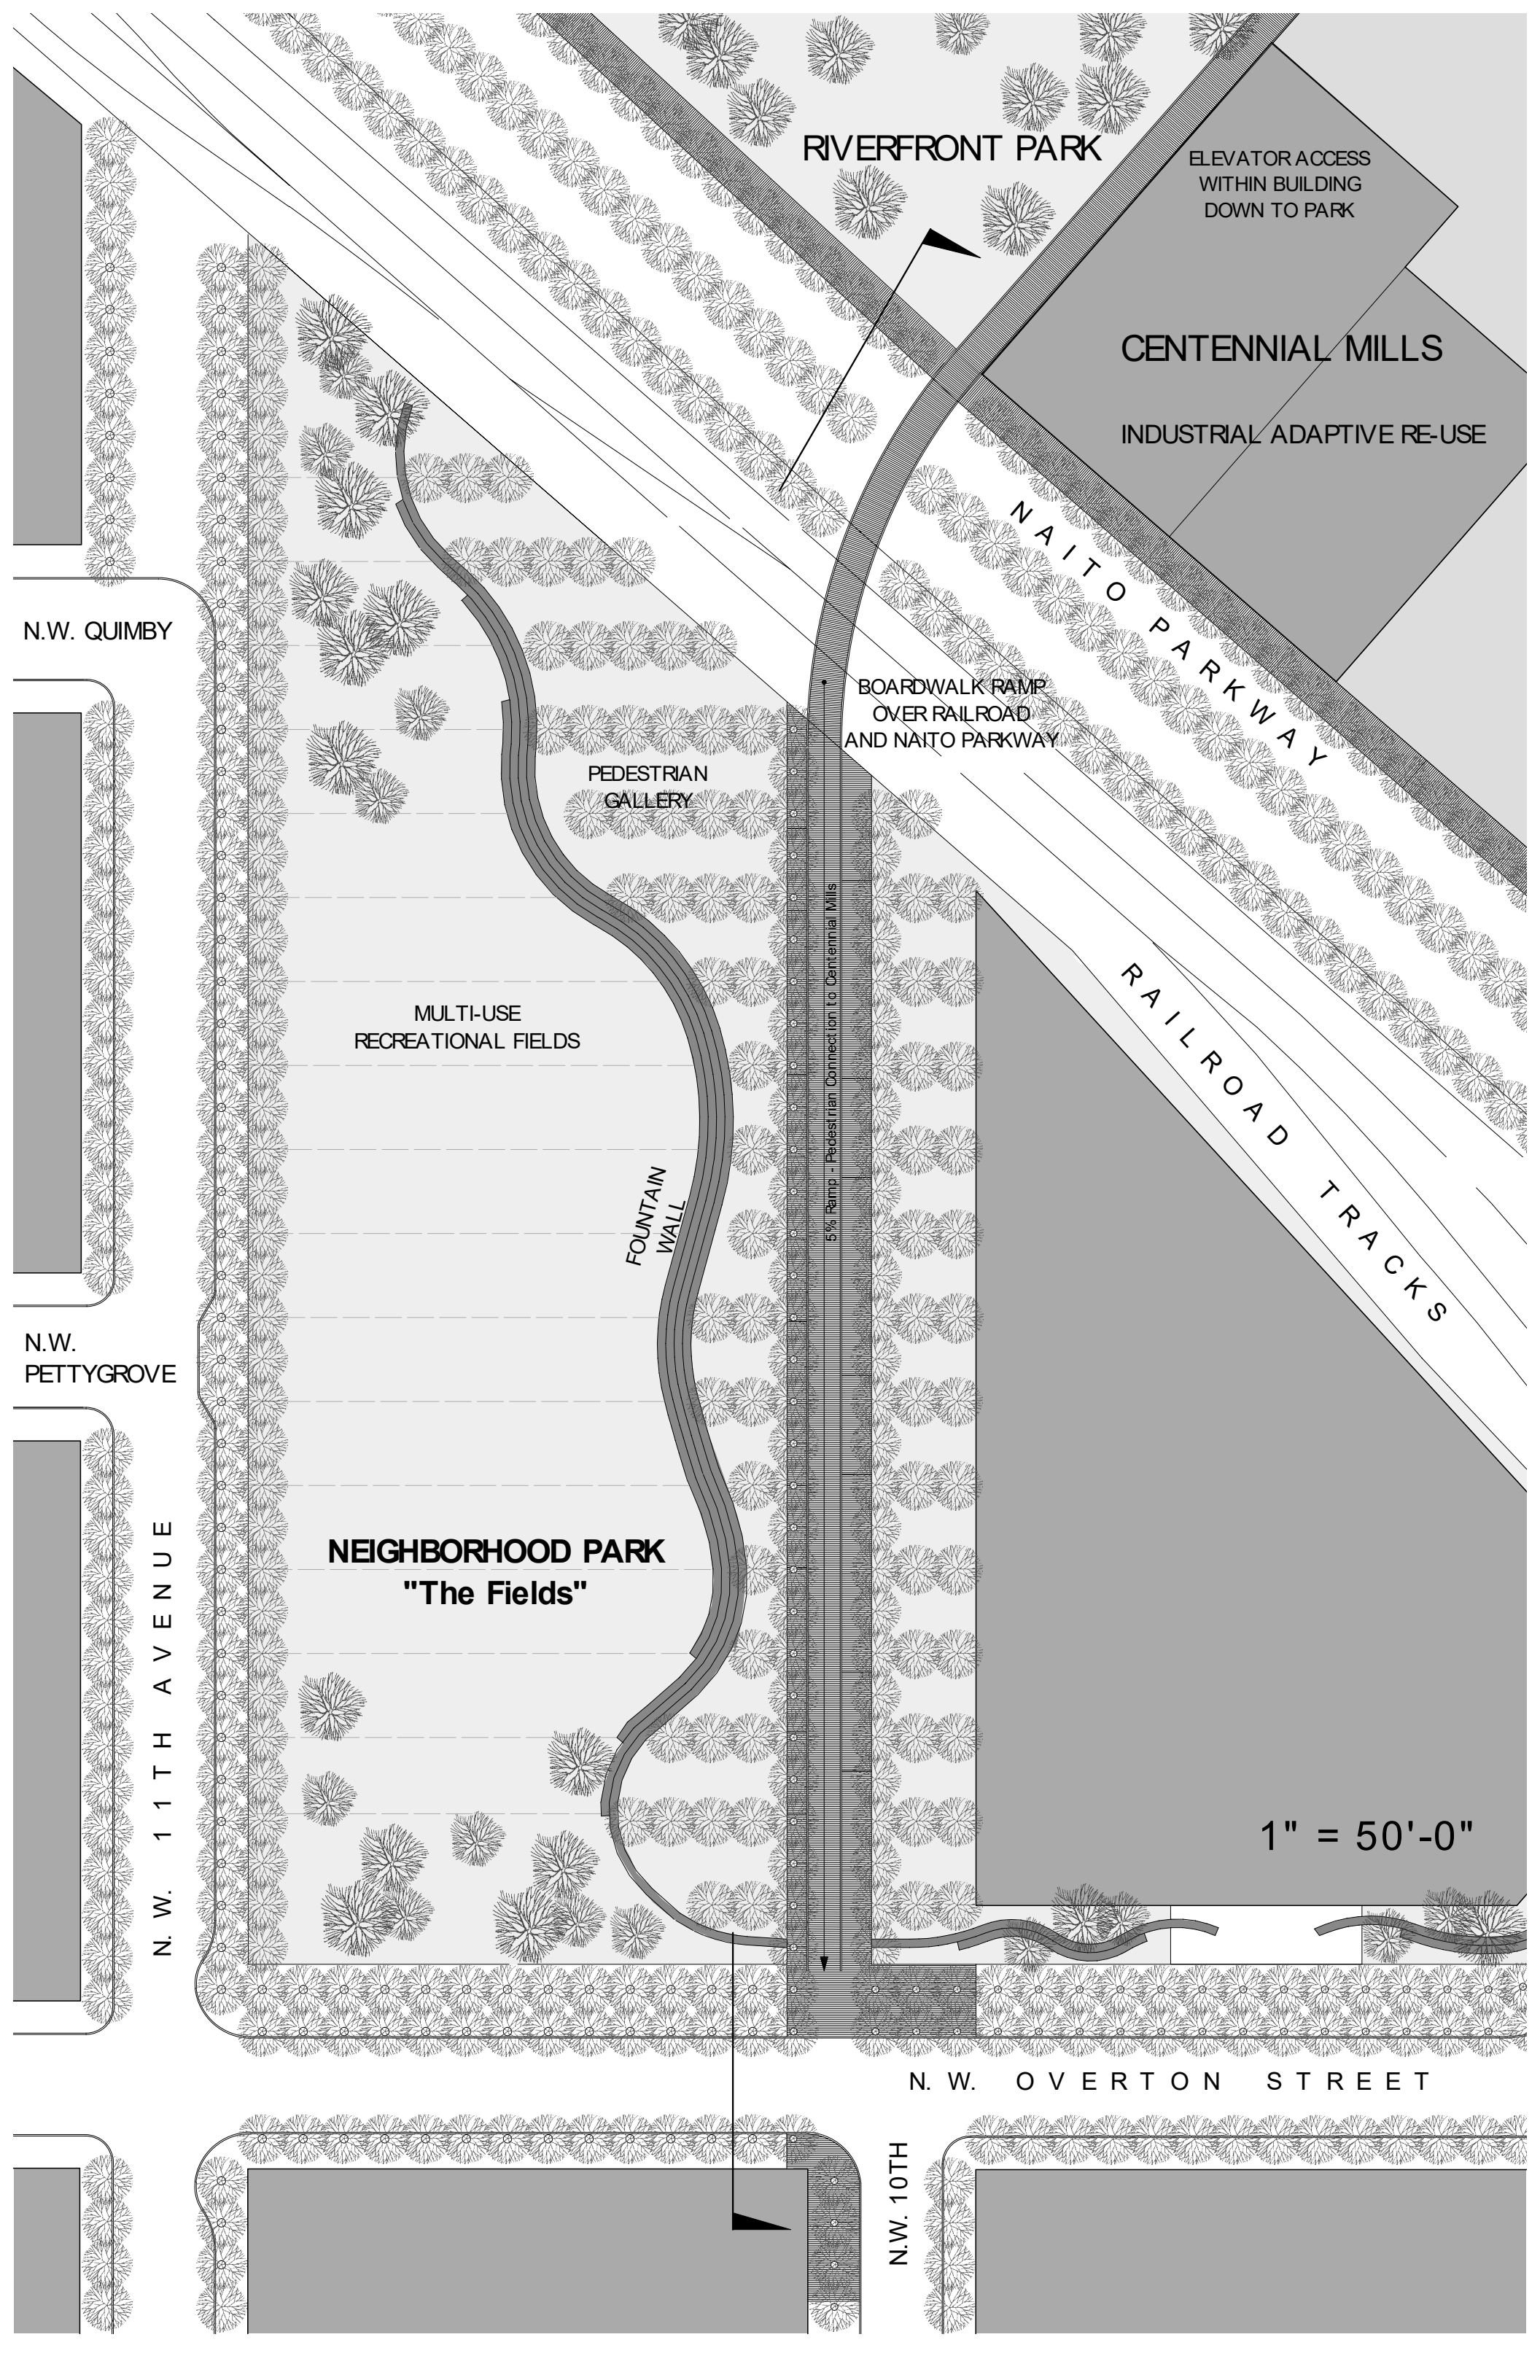 RIVERFRONT PARK
ELEVATOR ACCESS
WITHIN BUILDING
DOWN TO PARK
CENTENNIAL MILLS
INDUSTRIAL ADAPTIVE RE-USE
NAITO PARKWAY
N.W. QUIMBY
BOARDWALK RAMP
OVER RAILROAD
AND NAITO PARKWAY
PEDESTRIAN
GALLERY
5% Ramp - Pedestrian Connection to Centennial Mills
MULTI-USE
RECREATIONAL FIELDS
RAILROAD TRACKS
FOUNTAIN
WALL
N.W.
PETTYGROVE
NEIGHBORHOOD PARK
"The Fields"
N.W. 11TH AVENUE
1" = 50'-0"
N.W. OVERTON STREET
N.W. 10TH